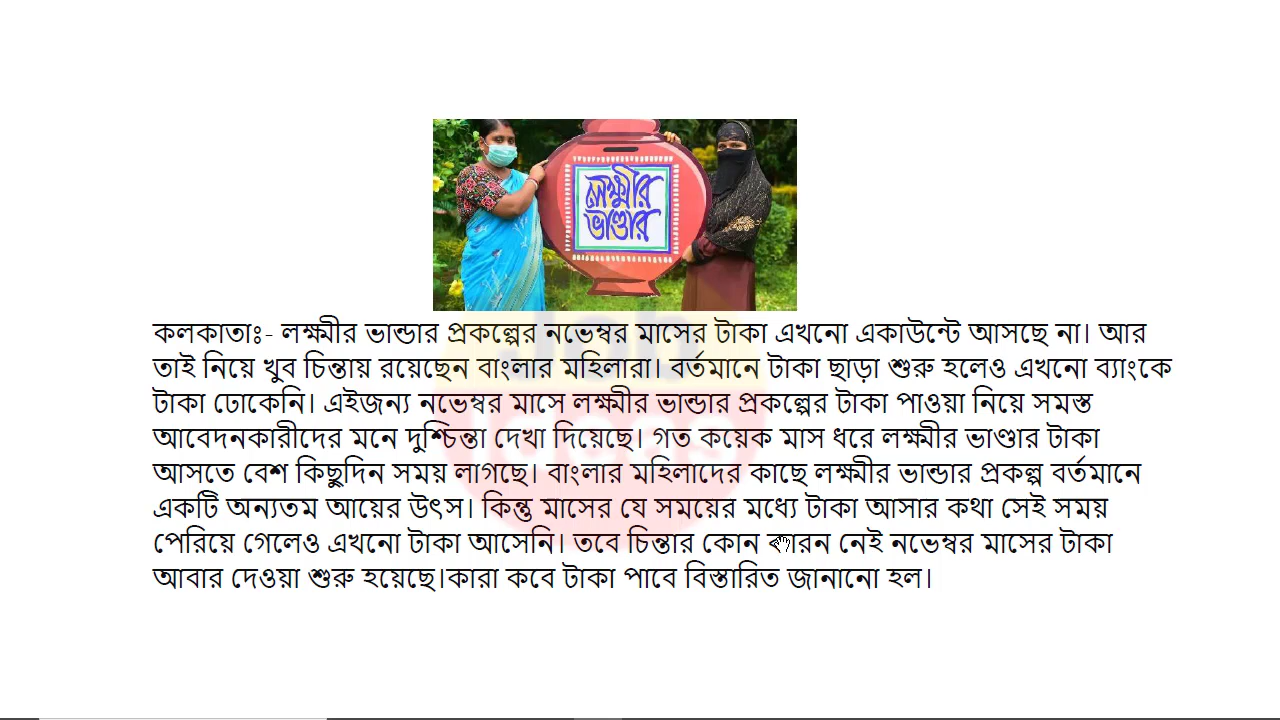 লক্ষ্মীর
ভাণ্ডার
কলকাতাঃ- লক্ষ্মীর ভান্ডার প্রকল্পের নভেম্বর মাসের টাকা এখনো একাউন্টে আসছে না। আর
তাই নিয়ে খুব চিন্তায় রয়েছেন বাংলার মহিলারা। বর্তমানে টাকা ছাড়া শুরু হলেও এখনো ব্যাংকে
টাকা ঢোকেনি। এইজন্য নভেম্বর মাসে লক্ষ্মীর ভান্ডার প্রকল্পের টাকা পাওয়া নিয়ে সমস্ত
আবেদনকারীদের মনে দুশ্চিন্তা দেখা দিয়েছে। গত কয়েক মাস ধরে লক্ষ্মীর ভাণ্ডার টাকা
আসতে বেশ কিছুদিন সময় লাগছে। বাংলার মহিলাদের কাছে লক্ষ্মীর ভান্ডার প্রকল্প বর্তমানে
একটি অন্যতম আয়ের উৎস। কিন্তু মাসের যে সময়ের মধ্যে টাকা আসার কথা সেই সময়
পেরিয়ে গেলেও এখনো টাকা আসেনি। তবে চিন্তার কোন কারন নেই নভেম্বর মাসের টাকা
আবার দেওয়া শুরু হয়েছে।কারা কবে টাকা পাবে বিস্তারিত জানানো হল।
Job
deas